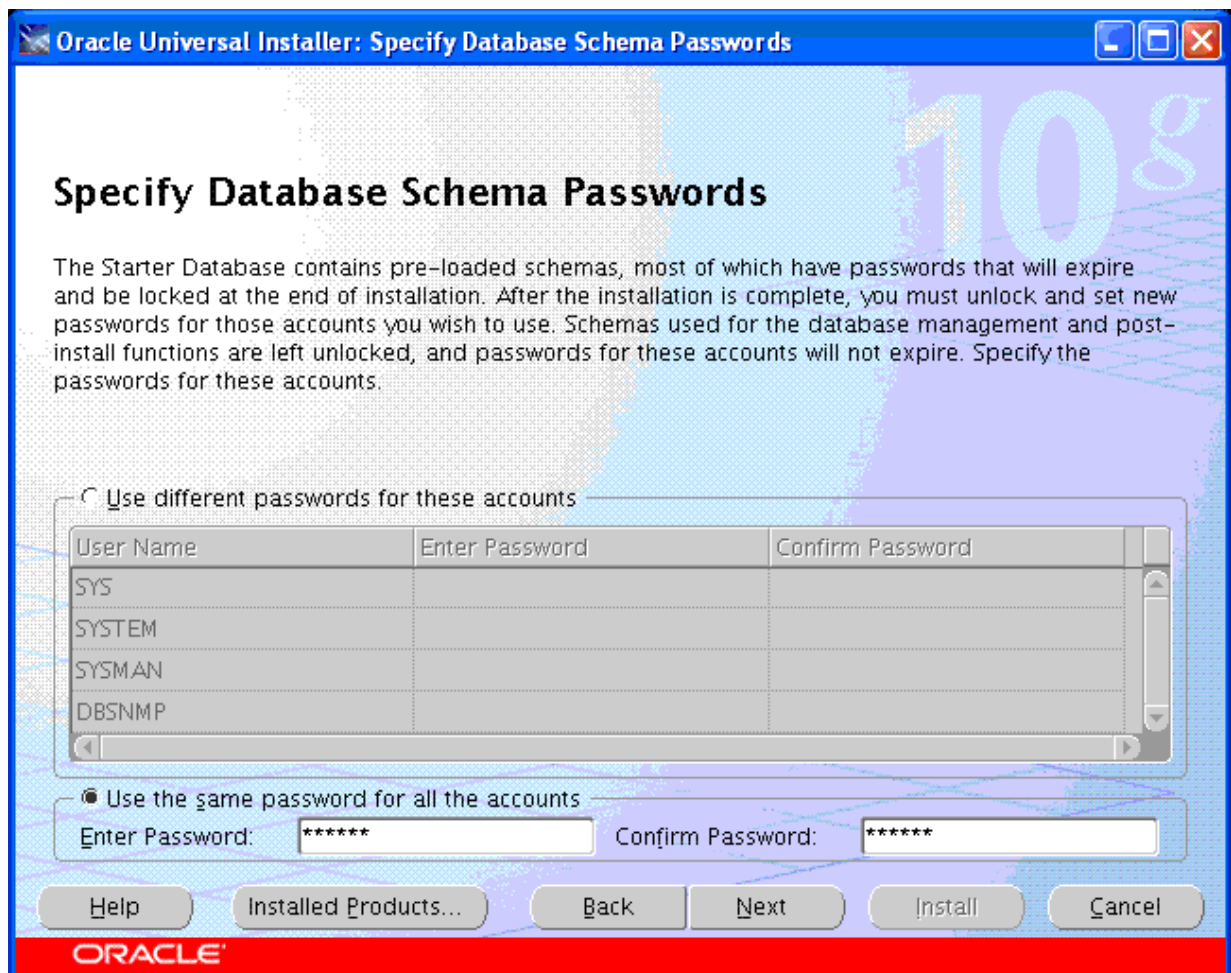 Oracle Universal Installer: Specify Database Schema Passwords
10g
Specify Database Schema Passwords
The Starter Database contains pre-loaded schemas, most of which have passwords that will expire
and be locked at the end of installation. After the installation is complete, you must unlock and set new
passwords for those accounts you wish to use. Schemas used for the database management and post-
install functions are left unlocked, and passwords for these accounts will not expire. Specify the
passwords for these accounts.
Use different passwords for these accounts
User Name Enter Password Confirm Password
SYS
SYSTEM
SYSMAN
DBSNMP
Use the same password for all the accounts
Enter Password: ****** Confirm Password: ******
Help Installed Products... Back Next Install Cancel
ORACLE